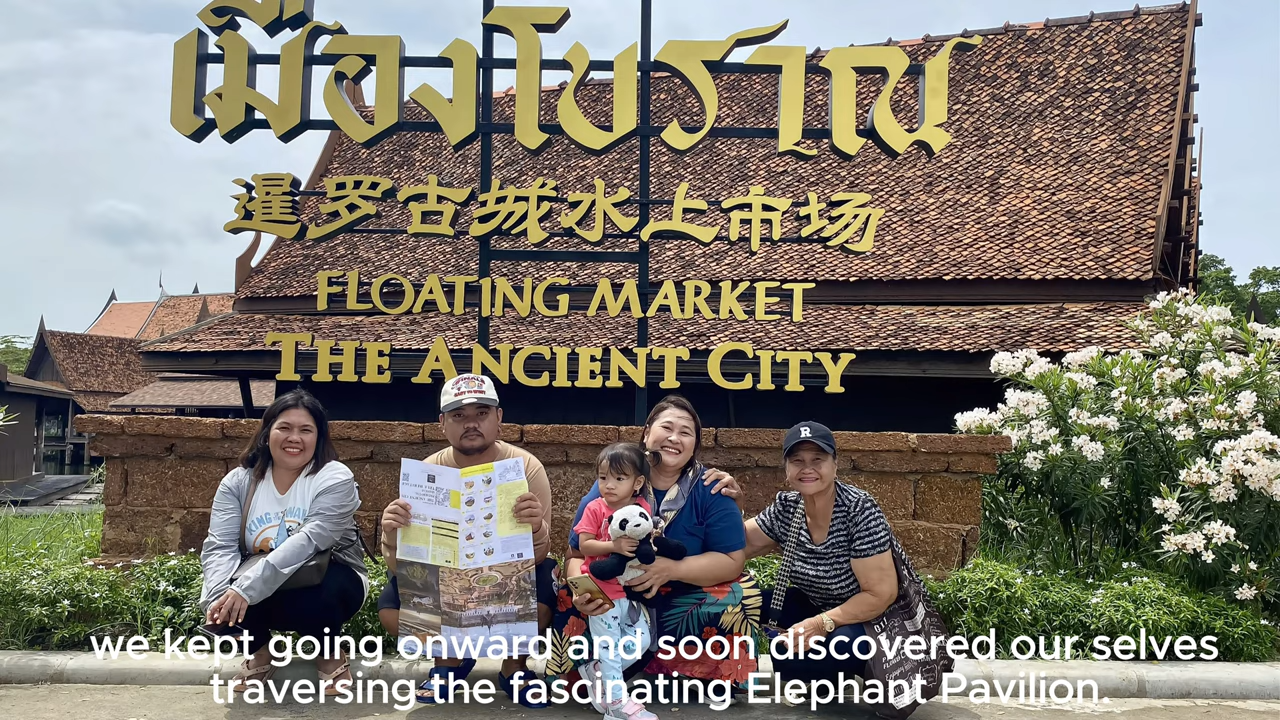 เมืองโบราณ
暹罗古城水上市场
FLOATING MARKET
THE ANCIENT CITY
R
we kept going onward and soon discovered our selves
traversing the fascinating Elephant Pavilion.